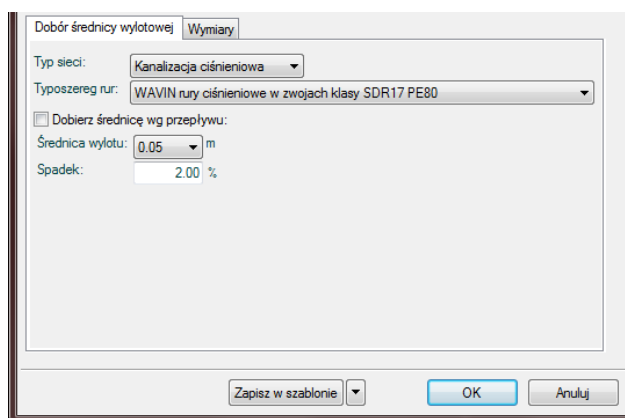 Dobór średnicy wylotowej Wymiary
Typ sieci: Kanalizacja ciśnieniowa
Typoszereg rur: WAVIN rury ciśnieniowe w zwojach klasy SDR17 PE80
Dobierz średnicę wg przepływu:
Średnica wylotu: 0.05 m
Spadek: 2.00 %
Zapisz w szablonie OK Anuluj